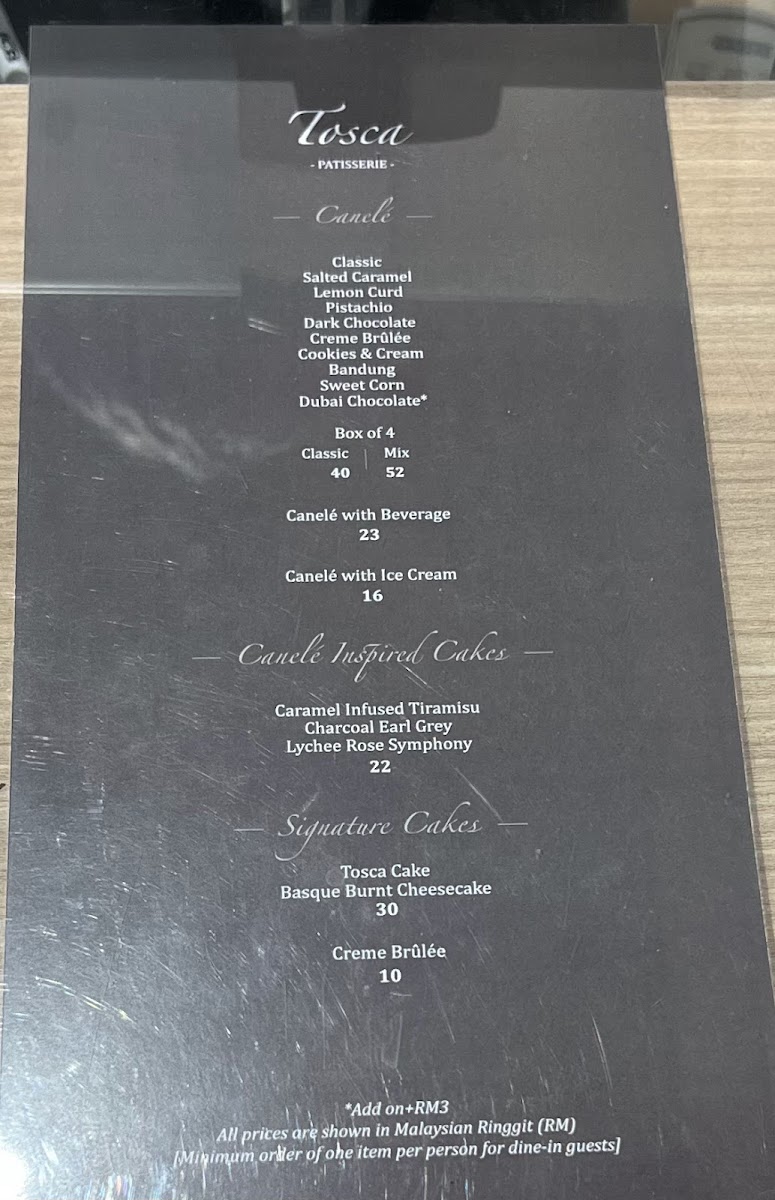 Tosca
- PATISSERIE -
— Canelé —
Classic
Salted Caramel
Lemon Curd
Pistachio
Dark Chocolate
Creme Brûlée
Cookies & Cream
Bandung
Sweet Corn
Dubai Chocolate*
Box of 4
Classic | Mix
40 52
Canelé with Beverage
23
Canelé with Ice Cream
16
— Canelé Inspired Cakes —
Caramel Infused Tiramisu
Charcoal Earl Grey
Lychee Rose Symphony
22
— Signature Cakes —
Tosca Cake
Basque Burnt Cheesecake
30
Creme Brûlée
10
*Add on+RM3
All prices are shown in Malaysian Ringgit (RM)
[Minimum order of one item per person for dine-in guests]